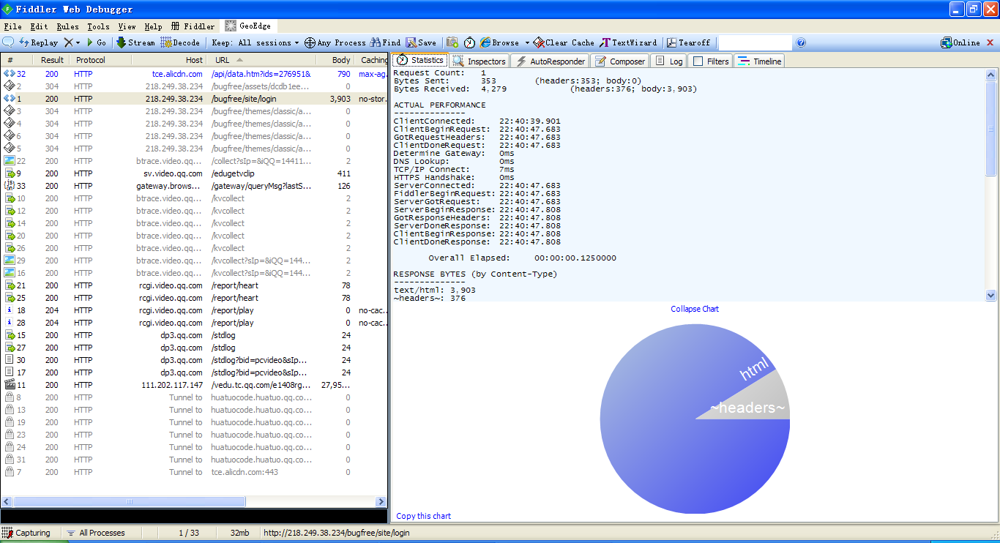 Fiddler Web Debugger
File Edit Rules Tools View Help Fiddler GeoEdge
Replay Go Stream Decode Keep: All sessions Any Process Find Save Browse Clear Cache TextWizard Tearoff Online
# Result Protocol Host URL Body Caching
32 200 HTTP tce.alicdn.com /api/data.htm?ids=276951& 790 max-ag.
2 304 HTTP 218.249.38.234 /bugfree/assets/dcdb1ee... 0
1 200 HTTP 218.249.38.234 /bugfree/site/login 3,903 no-stor.
3 304 HTTP 218.249.38.234 /bugfree/themes/classic/a... 0
4 304 HTTP 218.249.38.234 /bugfree/themes/classic/a... 0
6 304 HTTP 218.249.38.234 /bugfree/themes/classic/a... 0
5 304 HTTP 218.249.38.234 /bugfree/themes/classic/a... 0
22 200 HTTP btrace.video.qq... /collect?sIp=&iQQ=14411... 2
9 200 HTTP sv.video.qq.com /edugetvclip 411
33 200 HTTP gateway.brows... /gateway/queryMsg?lastS... 126
10 200 HTTP btrace.video.qq... /kvcollect 2
12 200 HTTP btrace.video.qq... /kvcollect 2
14 200 HTTP btrace.video.qq... /kvcollect 2
20 200 HTTP btrace.video.qq... /kvcollect 2
26 200 HTTP btrace.video.qq... /kvcollect 2
29 200 HTTP btrace.video.qq... /kvcollect?sIp=&iQQ=144... 2
16 200 HTTP btrace.video.qq... /kvcollect?sIp=&iQQ=144... 2
21 200 HTTP rcgi.video.qq.com /report/heart 78
25 200 HTTP rcgi.video.qq.com /report/heart 78
18 204 HTTP rcgi.video.qq.com /report/play 0 no-cac..
28 204 HTTP rcgi.video.qq.com /report/play 0 no-cac..
15 200 HTTP dp3.qq.com /stdlog 24
27 200 HTTP dp3.qq.com /stdlog 24
30 200 HTTP dp3.qq.com /stdlog?bid=pcvideo&sIp... 24
17 200 HTTP dp3.qq.com /stdlog?bid=pcvideo&sIp... 24
11 200 HTTP 111.202.117.147 /vedu.tc.qq.com/e1408rg... 27,95...
8 200 HTTP Tunnel to huatuocode.huatuo.qq.co... 0
13 200 HTTP Tunnel to huatuocode.huatuo.qq.co... 0
19 200 HTTP Tunnel to huatuocode.huatuo.qq.co... 0
23 200 HTTP Tunnel to huatuocode.huatuo.qq.co... 0
24 200 HTTP Tunnel to huatuocode.huatuo.qq.co... 0
31 200 HTTP Tunnel to huatuocode.huatuo.qq.co... 0
7 200 HTTP Tunnel to tce.alicdn.com:443 0
Statistics Inspectors AutoResponder Composer Log Filters Timeline
Request Count: 1
Bytes Sent: 353 (headers:353; body:0)
Bytes Received: 4,279 (headers:376; body:3,903)
ACTUAL PERFORMANCE
--------------
ClientConnected: 22:40:39.901
ClientBeginRequest: 22:40:47.683
GotRequestHeaders: 22:40:47.683
ClientDoneRequest: 22:40:47.683
Determine Gateway: 0ms
DNS Lookup: 0ms
TCP/IP Connect: 7ms
HTTPS Handshake: 0ms
ServerConnected: 22:40:47.683
FiddlerBeginRequest: 22:40:47.683
ServerGotRequest: 22:40:47.683
ServerBeginResponse: 22:40:47.808
GotResponseHeaders: 22:40:47.808
ServerDoneResponse: 22:40:47.808
ClientBeginResponse: 22:40:47.808
ClientDoneResponse: 22:40:47.808
Overall Elapsed: 00:00:00.1250000
RESPONSE BYTES (by Content-Type)
--------------
text/html: 3,903
~headers~: 376
Collapse Chart
html
~headers~
Copy this chart
Capturing All Processes 1 / 33 32mb http://218.249.38.234/bugfree/site/login